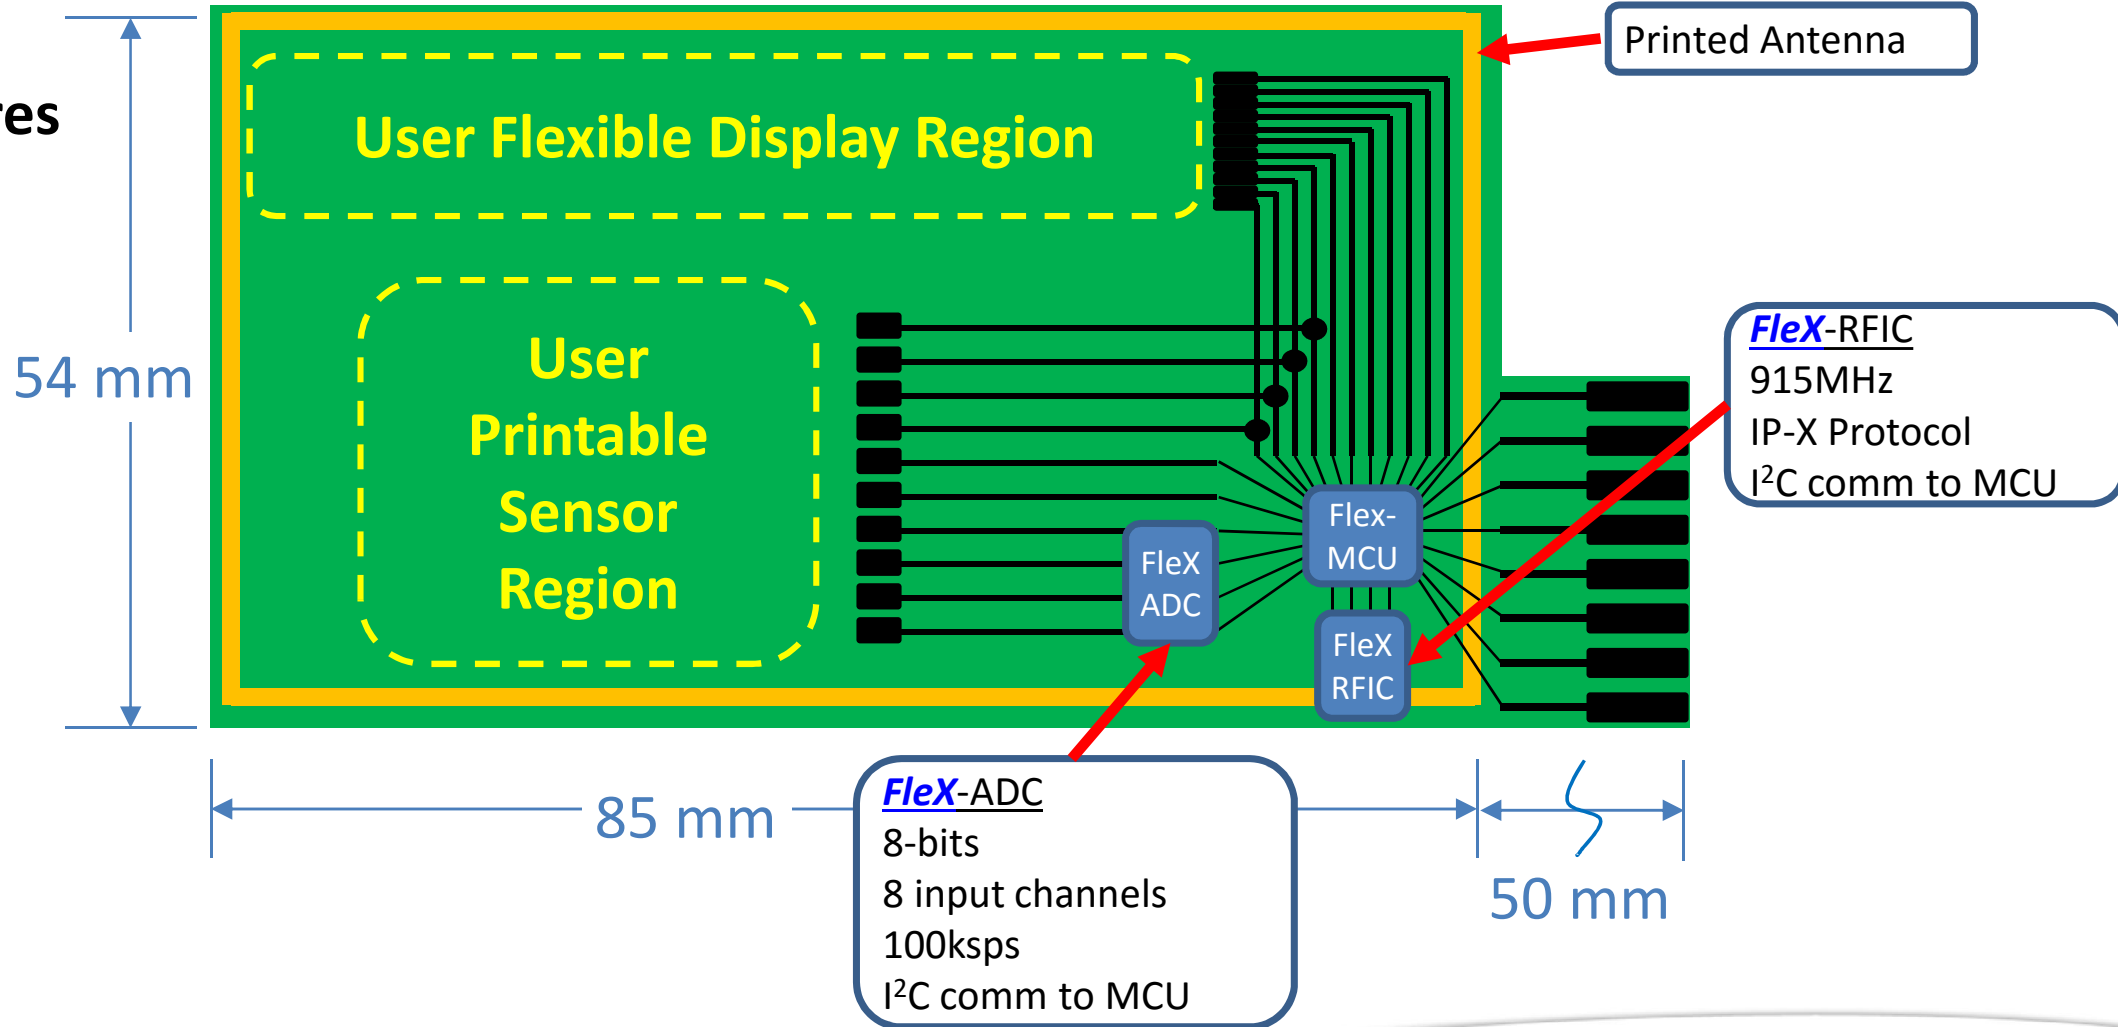 Printed Antenna
res
User Flexible Display Region
FleX-RFIC
915MHz
IP-X Protocol
I²C comm to MCU
54 mm
User
Printable
Sensor
Region
Flex-
MCU
FleX
ADC
FleX
RFIC
85 mm
FleX-ADC
8-bits
8 input channels
100ksps
I²C comm to MCU
50 mm